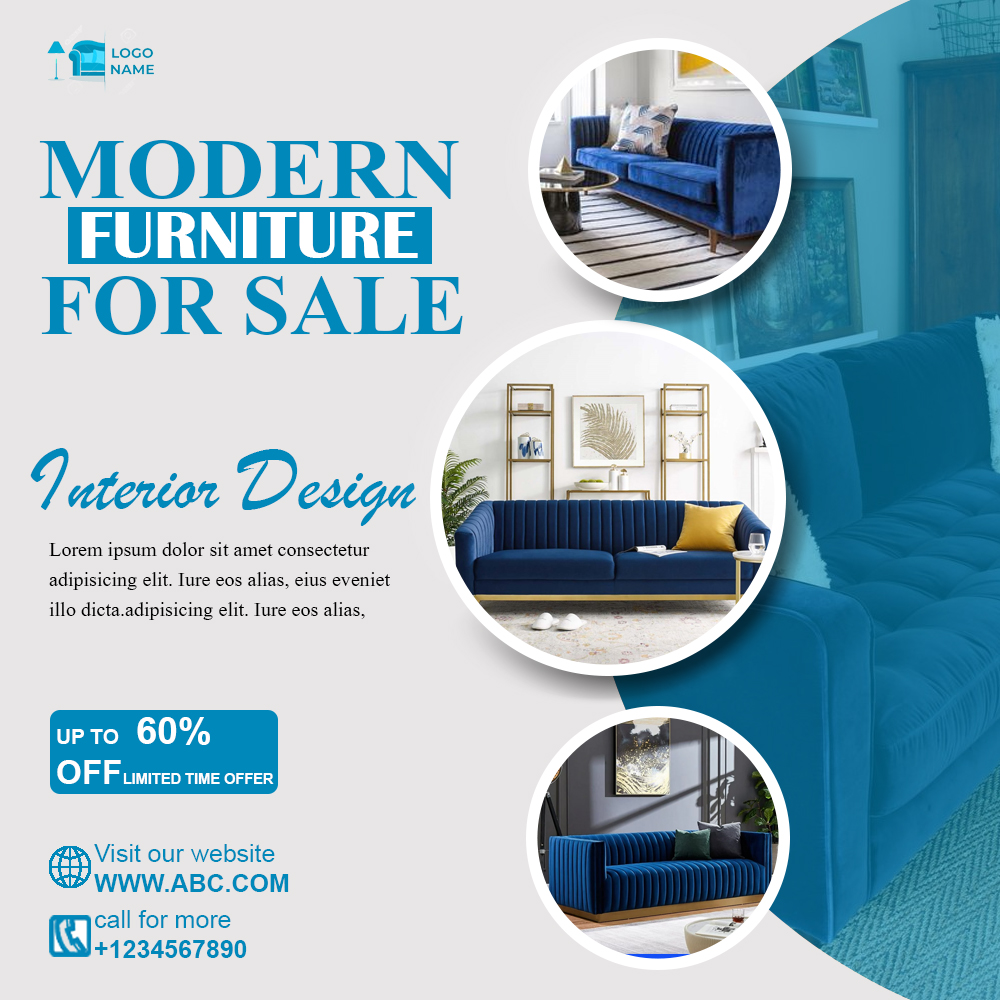 LOGO
NAME
MODERN
FURNITURE
FOR SALE
Interior Design
Lorem ipsum dolor sit amet consectetur
adipisicing elit. Iure eos alias, eius eveniet
illo dicta.adipisicing elit. Iure eos alias,
UP TO 60%
OFF LIMITED TIME OFFER
Visit our website
WWW.ABC.COM
call for more
+1234567890